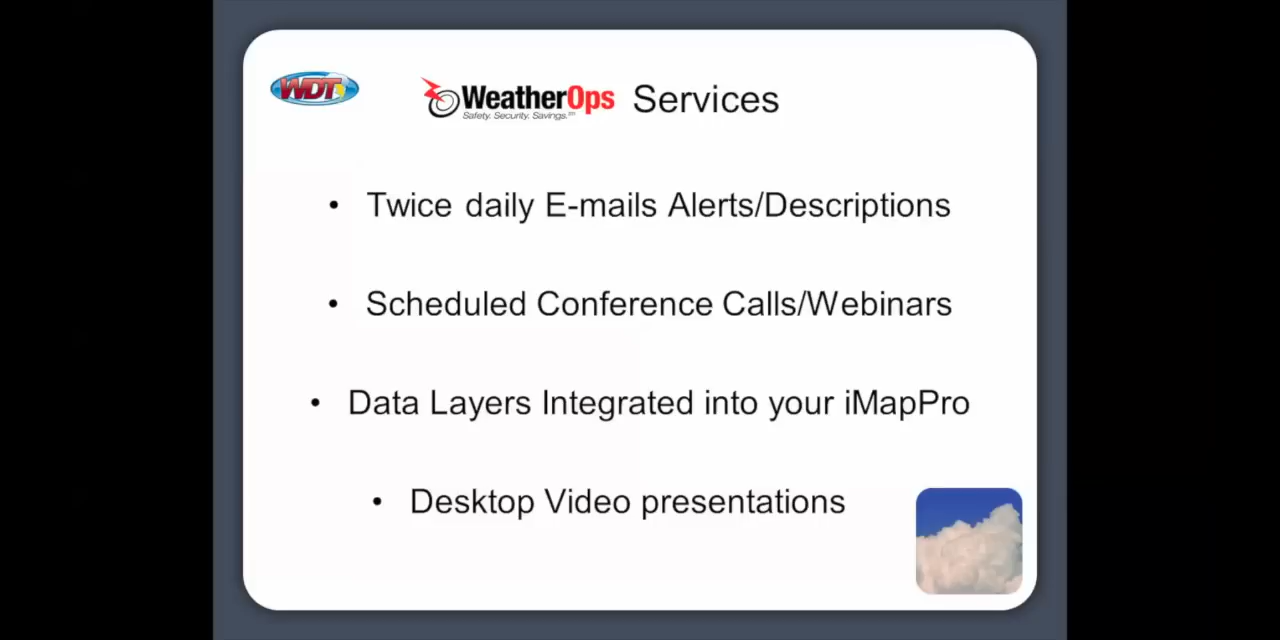 WDT
WeatherOps Services
Safety. Security. Savings.℠
• Twice daily E-mails Alerts/Descriptions
• Scheduled Conference Calls/Webinars
• Data Layers Integrated into your iMapPro
• Desktop Video presentations